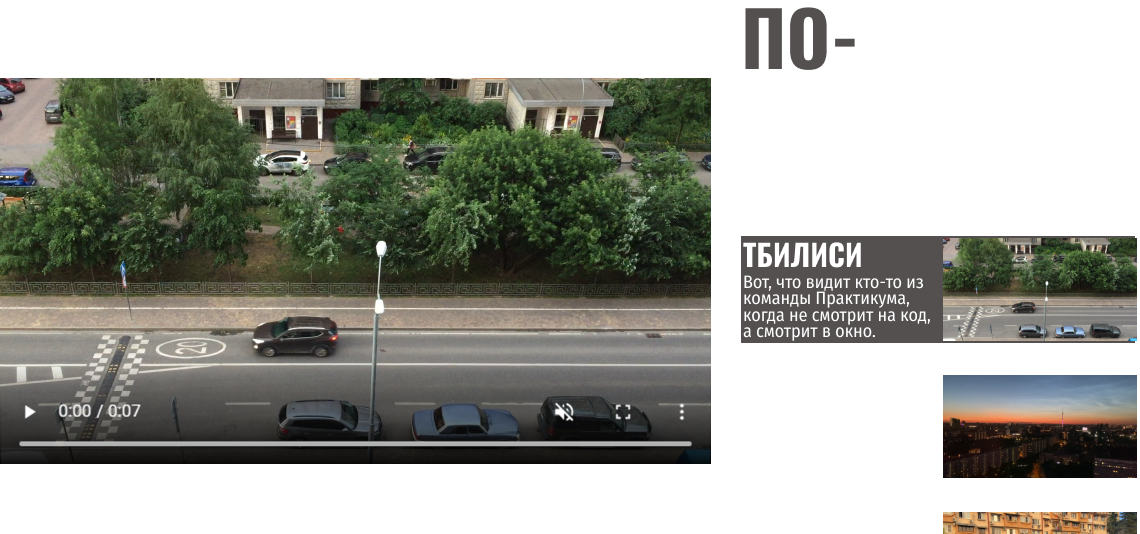 ПО-
ТБИЛИСИ
Вот, что видит кто-то из
команды Практикума,
когда не смотрит на код,
а смотрит в окно.
20
0:00 / 0:07